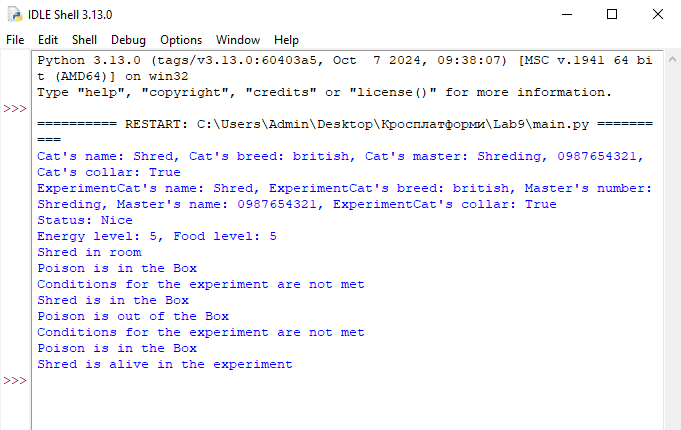 IDLE Shell 3.13.0
File Edit Shell Debug Options Window Help
Python 3.13.0 (tags/v3.13.0:60403a5, Oct  7 2024, 09:38:07) [MSC v.1941 64 bi
t (AMD64)] on win32
Type "help", "copyright", "credits" or "license()" for more information.
>>>
========== RESTART: C:\Users\Admin\Desktop\Кросплатформи\Lab9\main.py =======
===
Cat's name: Shred, Cat's breed: british, Cat's master: Shreding, 0987654321,
Cat's collar: True
ExperimentCat's name: Shred, ExperimentCat's breed: british, Master's number:
Shreding, Master's name: 0987654321, ExperimentCat's collar: True
Status: Nice
Energy level: 5, Food level: 5
Shred in room
Poison is in the Box
Conditions for the experiment are not met
Shred is in the Box
Poison is out of the Box
Conditions for the experiment are not met
Poison is in the Box
Shred is alive in the experiment
>>>